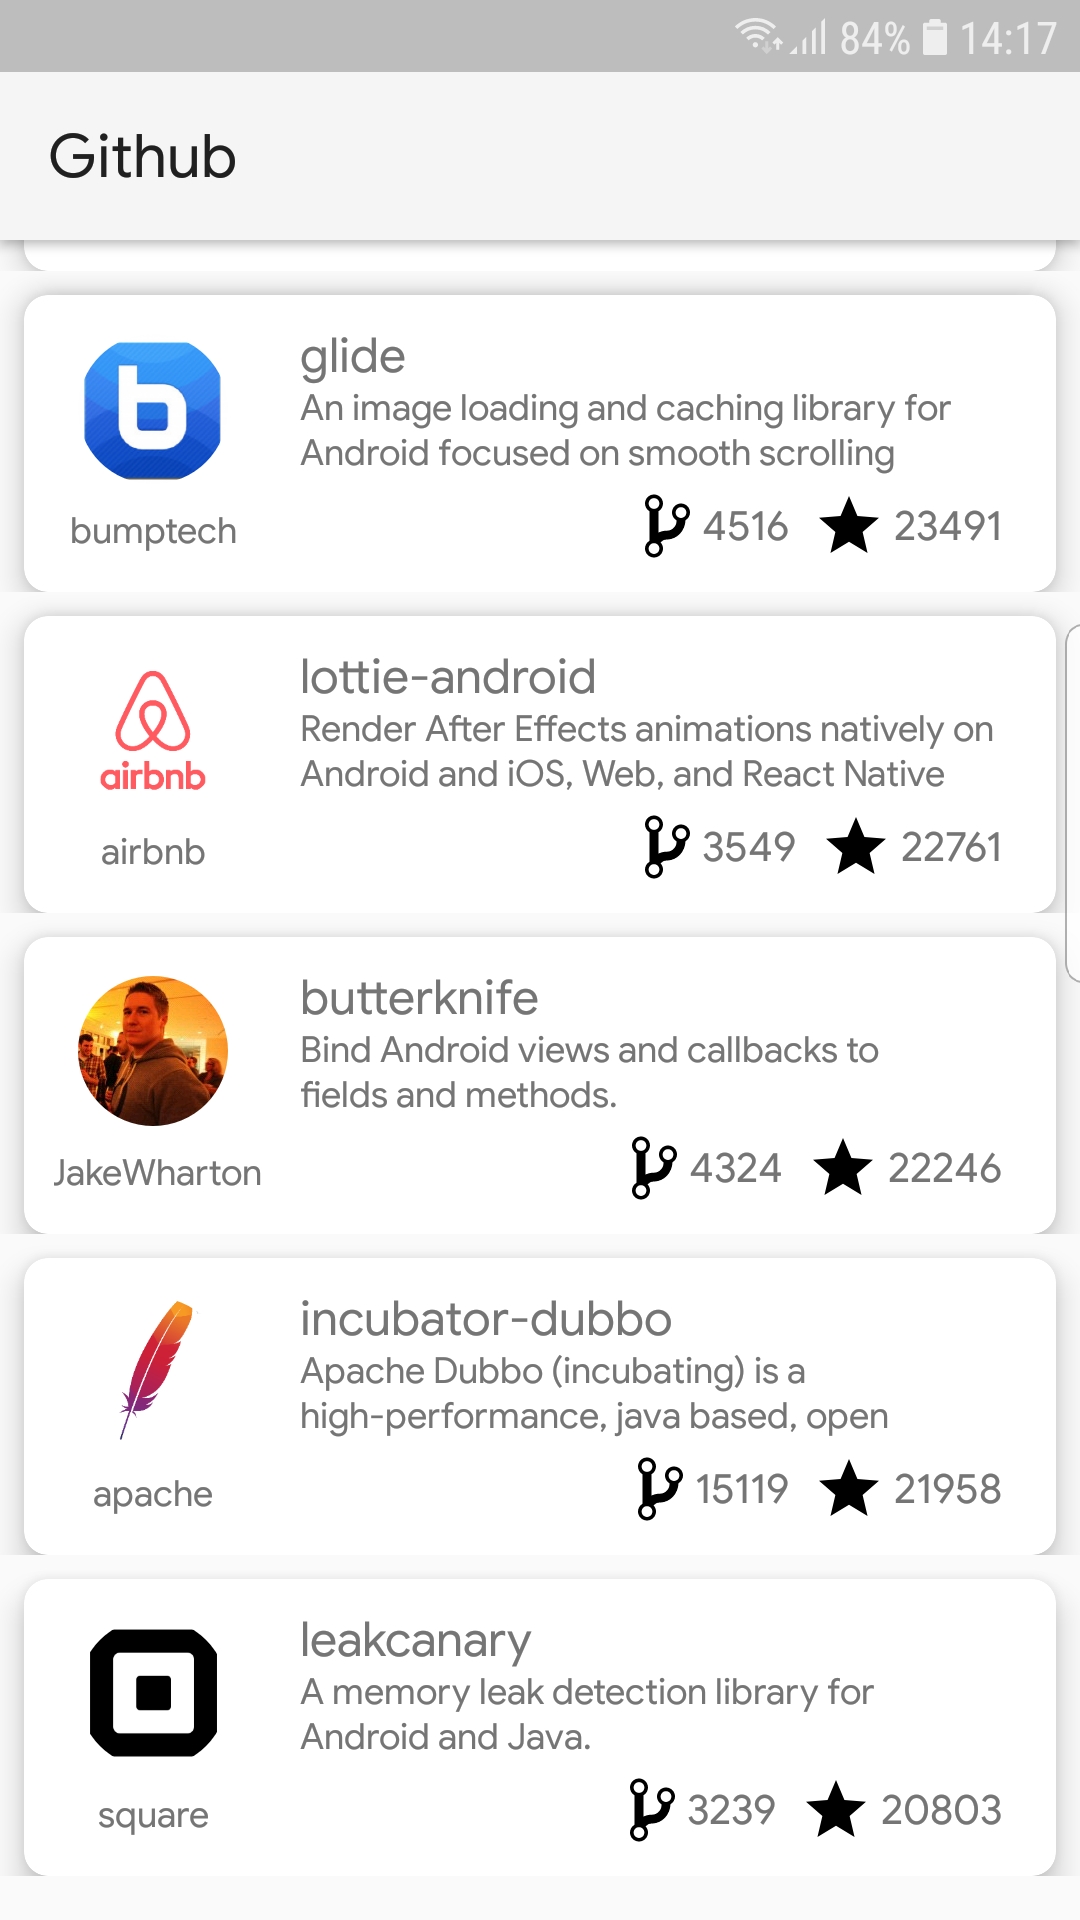 84% 14:17
Github
glide
An image loading and caching library for
Android focused on smooth scrolling
bumptech
4516 23491
lottie-android
Render After Effects animations natively on
Android and iOS, Web, and React Native
airbnb
airbnb
3549 22761
butterknife
Bind Android views and callbacks to
fields and methods.
JakeWharton
4324 22246
incubator-dubbo
Apache Dubbo (incubating) is a
high-performance, java based, open
apache
15119 21958
leakcanary
A memory leak detection library for
Android and Java.
square
3239 20803